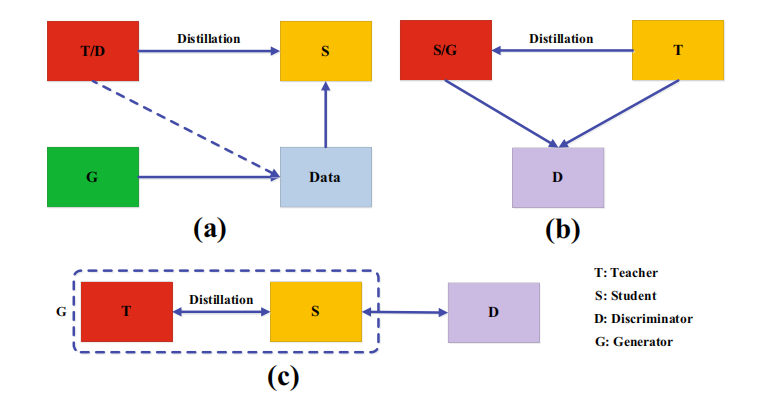 T/D
Distillation
S
G
Data
(a)
S/G
Distillation
T
D
(b)
G
T
Distillation
S
D
(c)
T: Teacher
S: Student
D: Discriminator
G: Generator